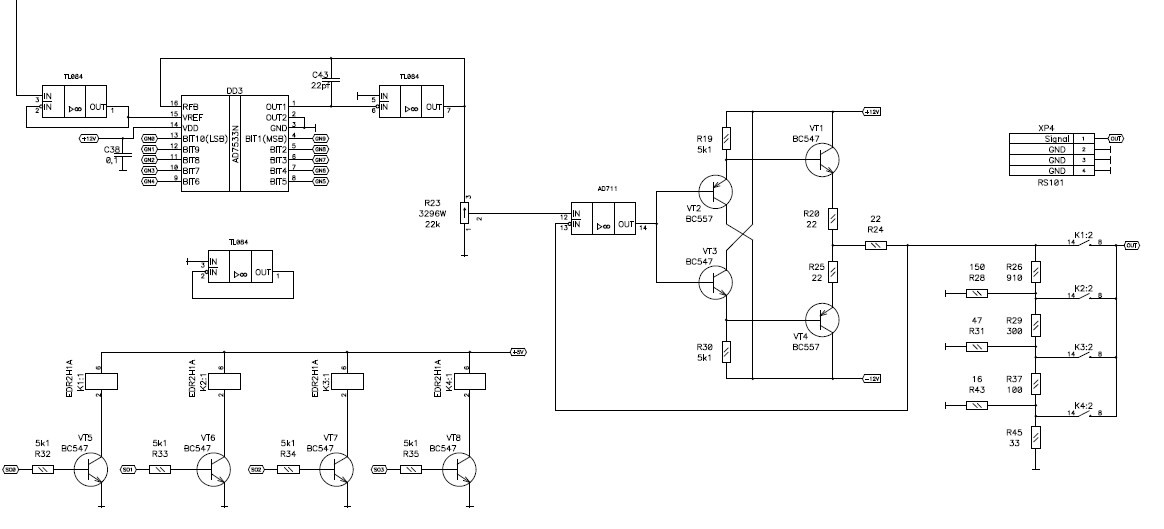 TL084
3 IN
2 IN
OUT 1
DD3
AD7533N
16 RFB
15 VREF
14 VDD
13 BIT10(LSB)
12 BIT9
11 BIT8
10 BIT7
9 BIT6
OUT1 1
OUT2 2
GND 3
BIT1(MSB) 4
BIT2 5
BIT3 6
BIT4 7
BIT5 8
+12V
C38
0,1
GN0
GN1
GN2
GN3
GN4
GN9
GN8
GN7
GN6
GN5
C43
22pf
TL084
5 IN
6 IN
OUT 7
R23
3296W
22k
3
2
1
TL084
3 IN
2 IN
OUT 1
AD711
12 IN
13 IN
OUT 14
+12V
R19
5k1
VT1
BC547
VT2
BC557
VT3
BC547
R20
22
22
R24
R25
22
VT4
BC557
R30
5k1
-12V
XP4
Signal 1 OUT
GND 2
GND 3
GND 4
RS101
K1:2
14 8
OUT
150
R28
R26
910
K2:2
14 8
47
R31
R29
300
K3:2
14 8
16
R43
R37
100
K4:2
14 8
R45
33
+5V
EDR2H1A
K1:1
6
2
EDR2H1A
K2:1
6
2
EDR2H1A
K3:1
6
2
EDR2H1A
K4:1
6
2
SO0
5k1
R32
VT5
BC547
SO1
5k1
R33
VT6
BC547
SO2
5k1
R34
VT7
BC547
SO3
5k1
R35
VT8
BC547